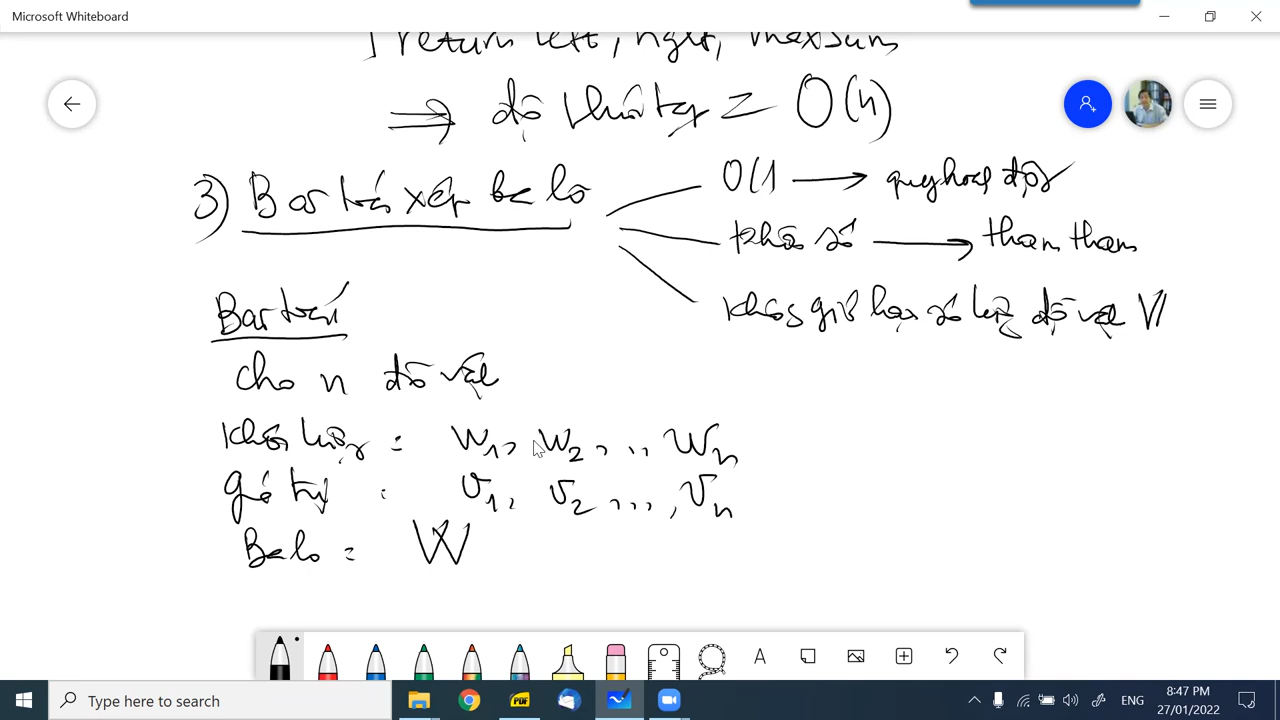 Microsoft Whiteboard
return left, right, maxsum
⇒ độ phức tạp = O(n)
3) Bài toán xếp ba lô
0/1 → quy hoạch động
phân số → tham tham
không giới hạn số lượng đồ vật
Bài toán
cho n đồ vật
khối lượng : w1, w2, ... wn
giá trị : v1, v2, ..., vn
Balo = W
Type here to search
ENG
8:47 PM
27/01/2022